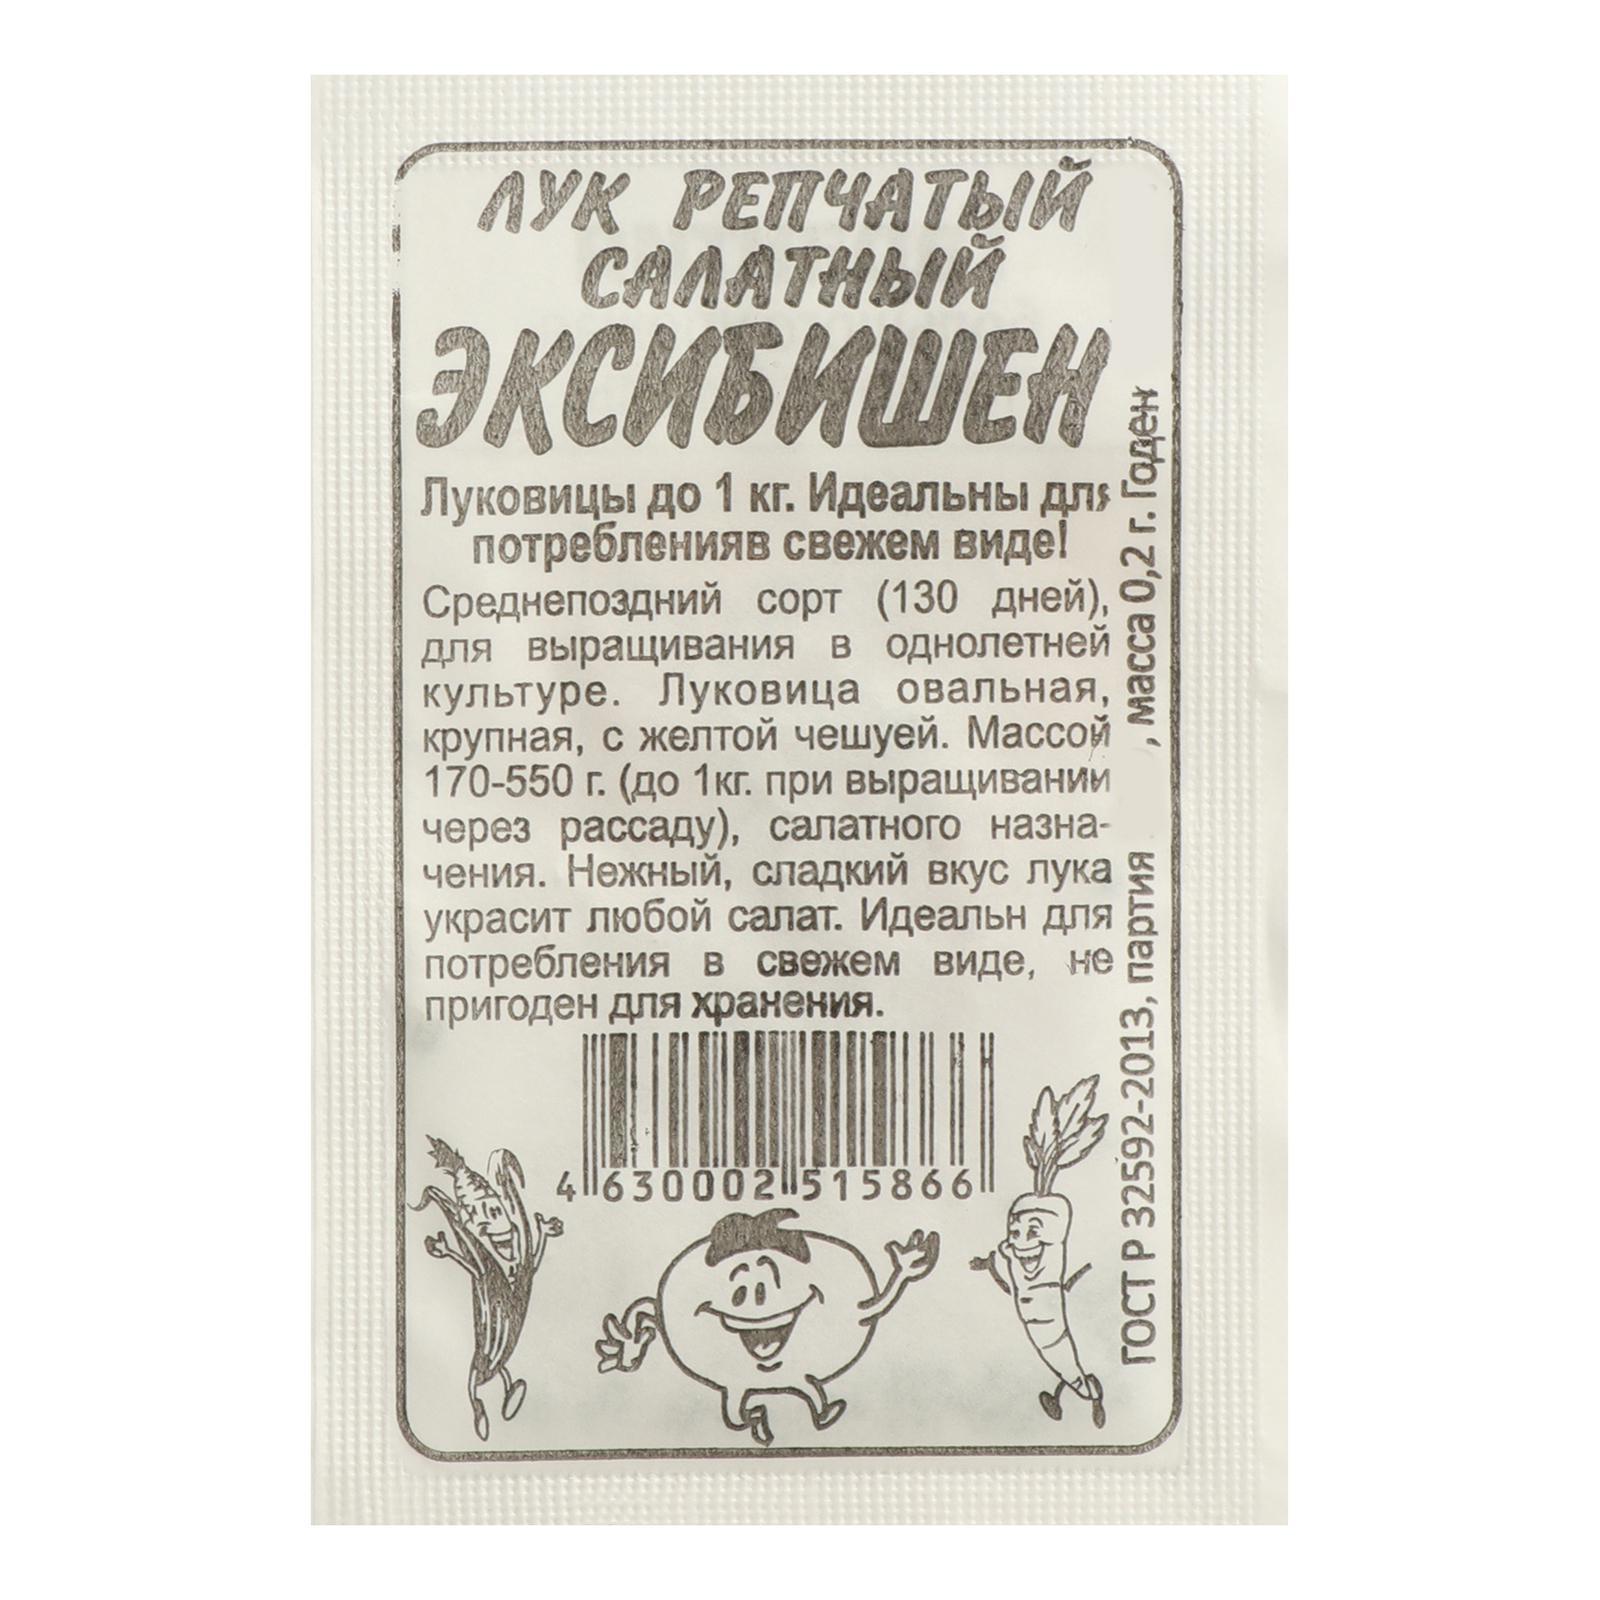 ЛУК РЕПЧАТЫЙ
САЛАТНЫЙ
ЭКСИБИШЕН
Луковицы до 1 кг. Идеальны для
потребленияв свежем виде!
Среднепоздний сорт (130 дней),
для выращивания в однолетней
культуре. Луковица овальная,
крупная, с желтой чешуей. Массой
170-550 г. (до 1кг. при выращивании
через рассаду), салатного назна-
чения. Нежный, сладкий вкус лука
украсит любой салат. Идеальн для
потребления в свежем виде, не
пригоден для хранения.
4 630002 515866
ГОСТ Р 32592-2013, партия , масса 0,2 г. Годен